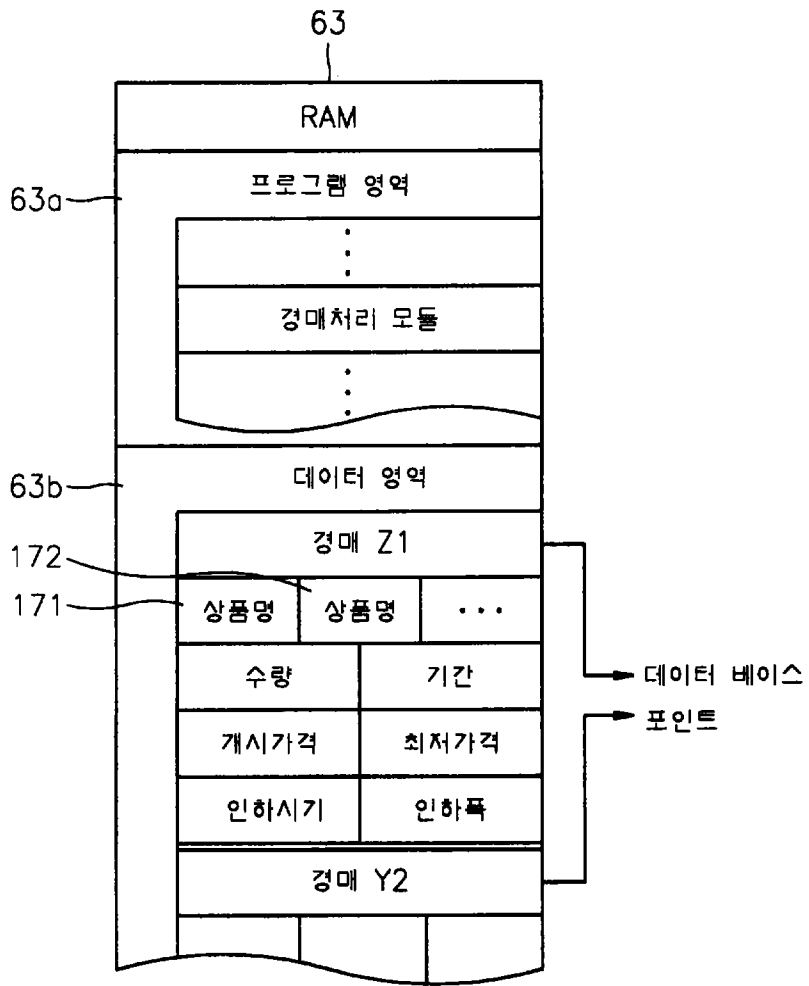 63
RAM
63a
프로그램 영역
경매처리 모듈
63b
데이터 영역
경매 Z1
172
171
상품명 상품명 ...
수량 기간
데이터 베이스
개시가격 최저가격
포인트
인하시기 인하폭
경매 Y2